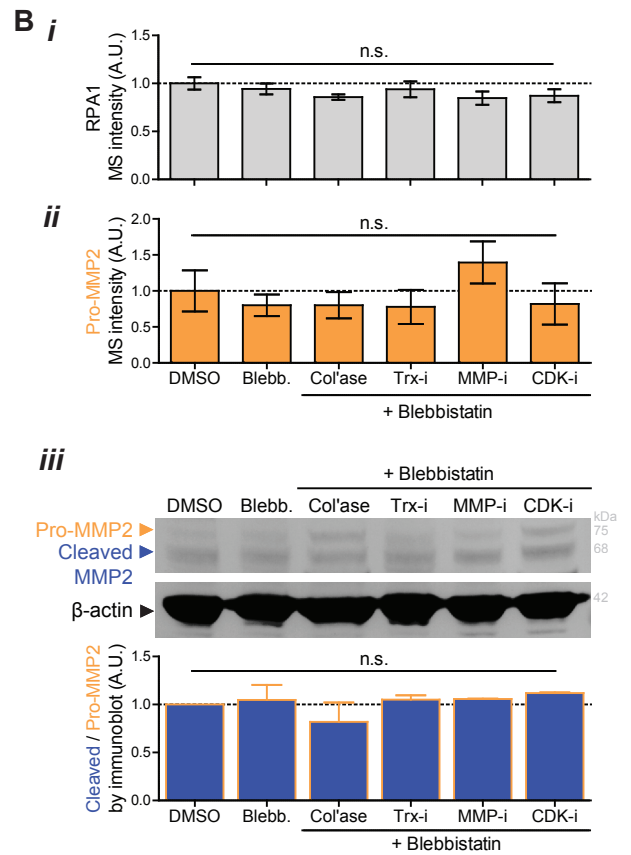 B i
n.s.
RPA1
MS intensity (A.U.)
1.5
1.0
0.5
0.0
ii
n.s.
Pro-MMP2
MS intensity (A.U.)
2.0
1.5
1.0
0.5
0.0
DMSO Blebb. Col'ase Trx-i MMP-i CDK-i
+ Blebbistatin
iii
+ Blebbistatin
DMSO Blebb. Col'ase Trx-i MMP-i CDK-i
kDa
Pro-MMP2 75
Cleaved 68
MMP2
β-actin 42
n.s.
Cleaved / Pro-MMP2
by immunoblot (A.U.)
1.5
1.0
0.5
0.0
DMSO Blebb. Col'ase Trx-i MMP-i CDK-i
+ Blebbistatin